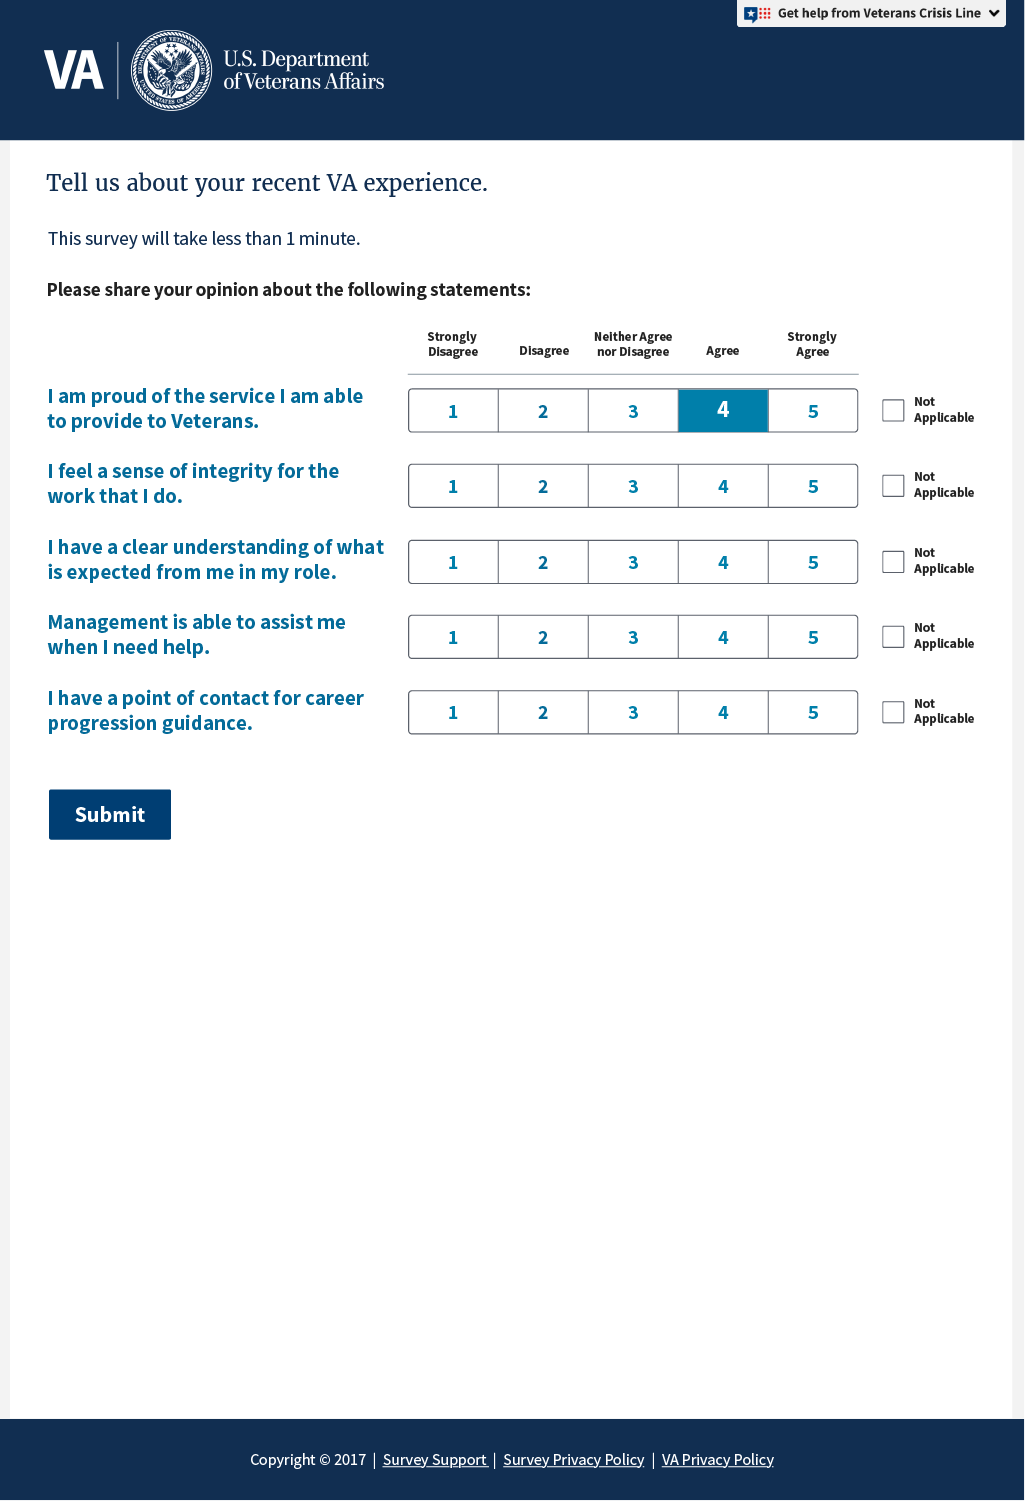 Get help from Veterans Crisis Line
VA
U.S. Department
of Veterans Affairs
Tell us about your recent VA experience.
This survey will take less than 1 minute.
Please share your opinion about the following statements:
Strongly Disagree
Disagree
Neither Agree nor Disagree
Agree
Strongly Agree
I am proud of the service I am able
to provide to Veterans.
1 2 3 4 5
Not
Applicable
I feel a sense of integrity for the
work that I do.
1 2 3 4 5
Not
Applicable
I have a clear understanding of what
is expected from me in my role.
1 2 3 4 5
Not
Applicable
Management is able to assist me
when I need help.
1 2 3 4 5
Not
Applicable
I have a point of contact for career
progression guidance.
1 2 3 4 5
Not
Applicable
Submit
Copyright © 2017 | Survey Support | Survey Privacy Policy | VA Privacy Policy